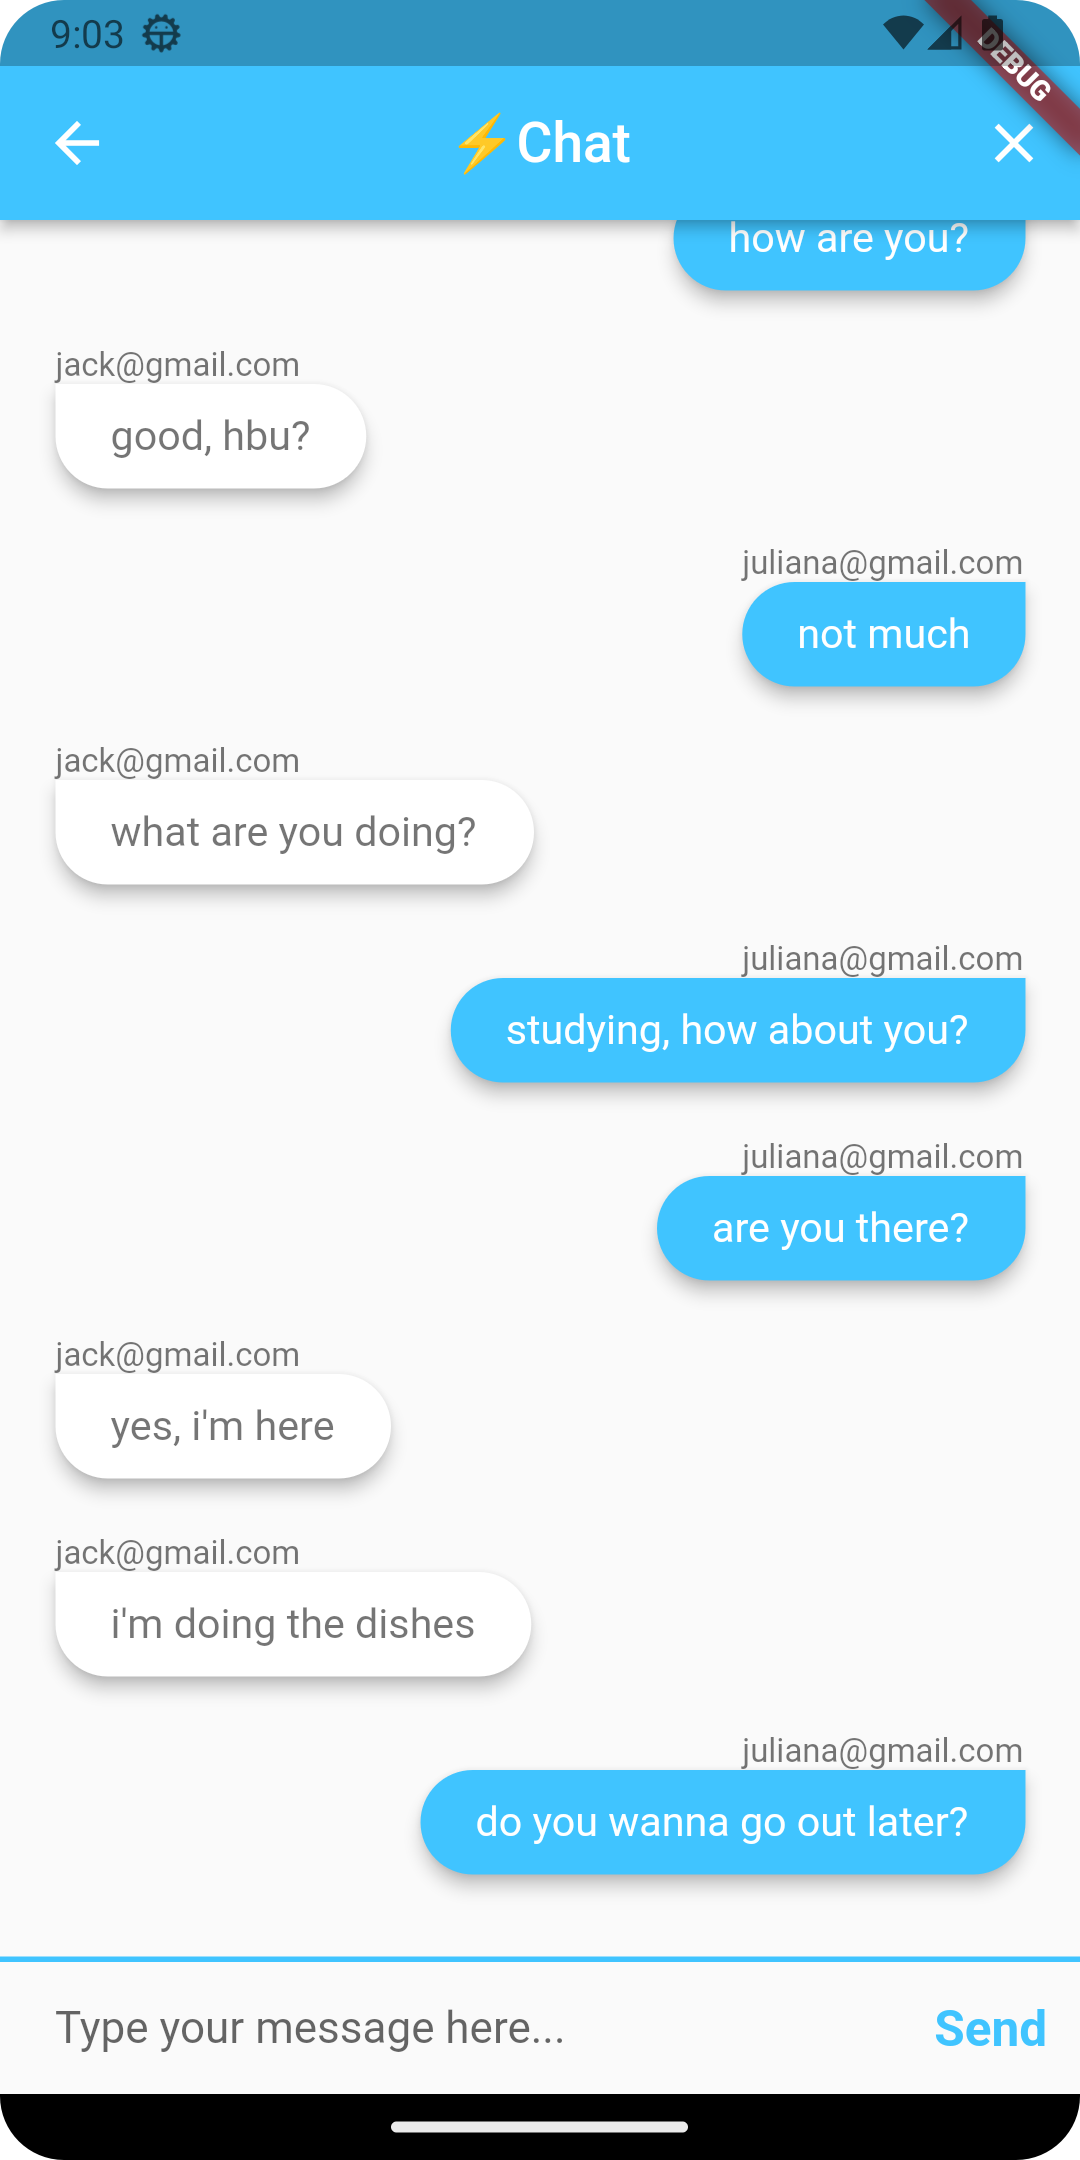 9:03
DEBUG
⚡Chat
how are you?
jack@gmail.com
good, hbu?
juliana@gmail.com
not much
jack@gmail.com
what are you doing?
juliana@gmail.com
studying, how about you?
juliana@gmail.com
are you there?
jack@gmail.com
yes, i'm here
jack@gmail.com
i'm doing the dishes
juliana@gmail.com
do you wanna go out later?
Type your message here...
Send